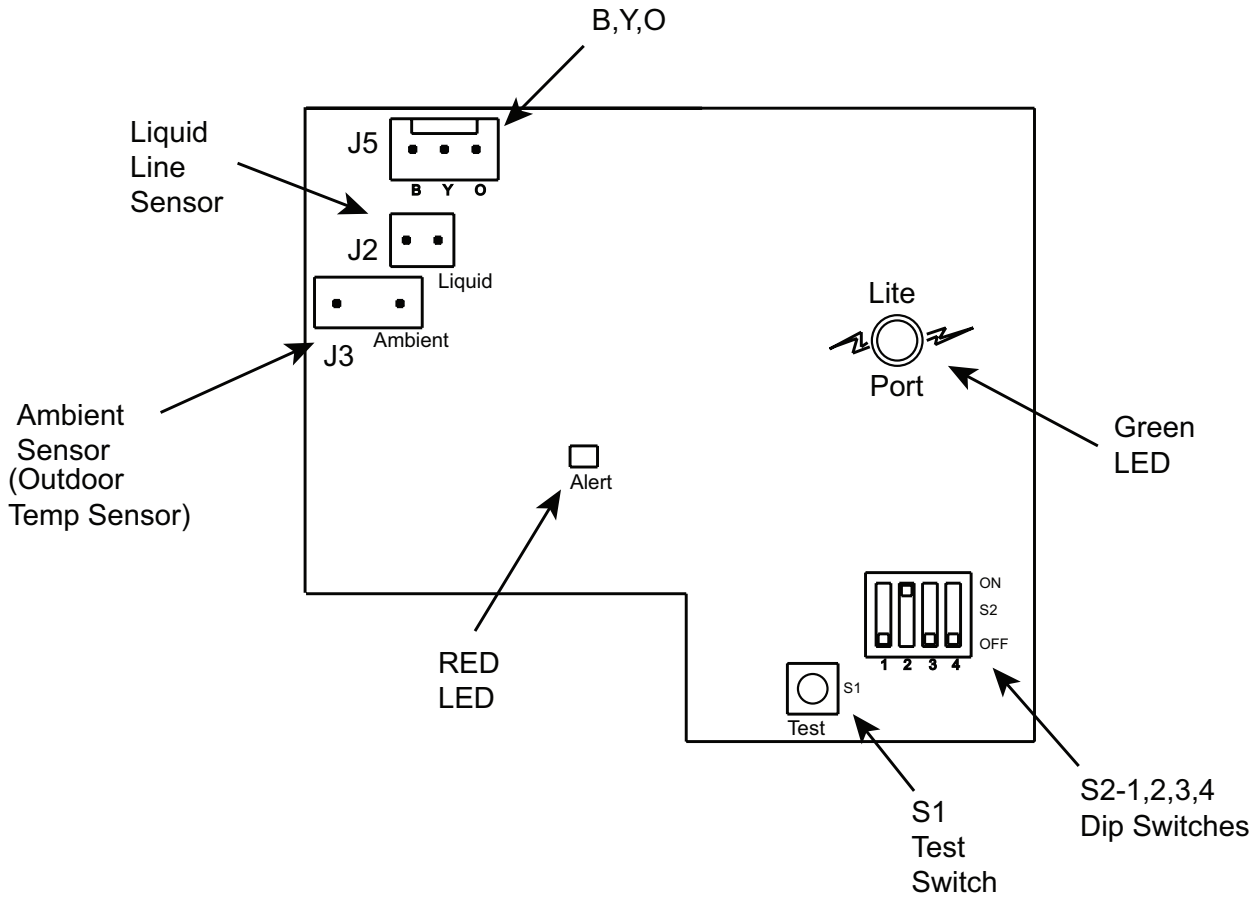 B,Y,O
Liquid
Line
Sensor
J5
B Y O
J2
Liquid
Ambient
J3
Lite
Port
Ambient
Sensor
(Outdoor
Temp Sensor)
Green
LED
Alert
RED
LED
ON
S2
OFF
1 2 3 4
S1
Test
S2-1,2,3,4
Dip Switches
S1
Test
Switch